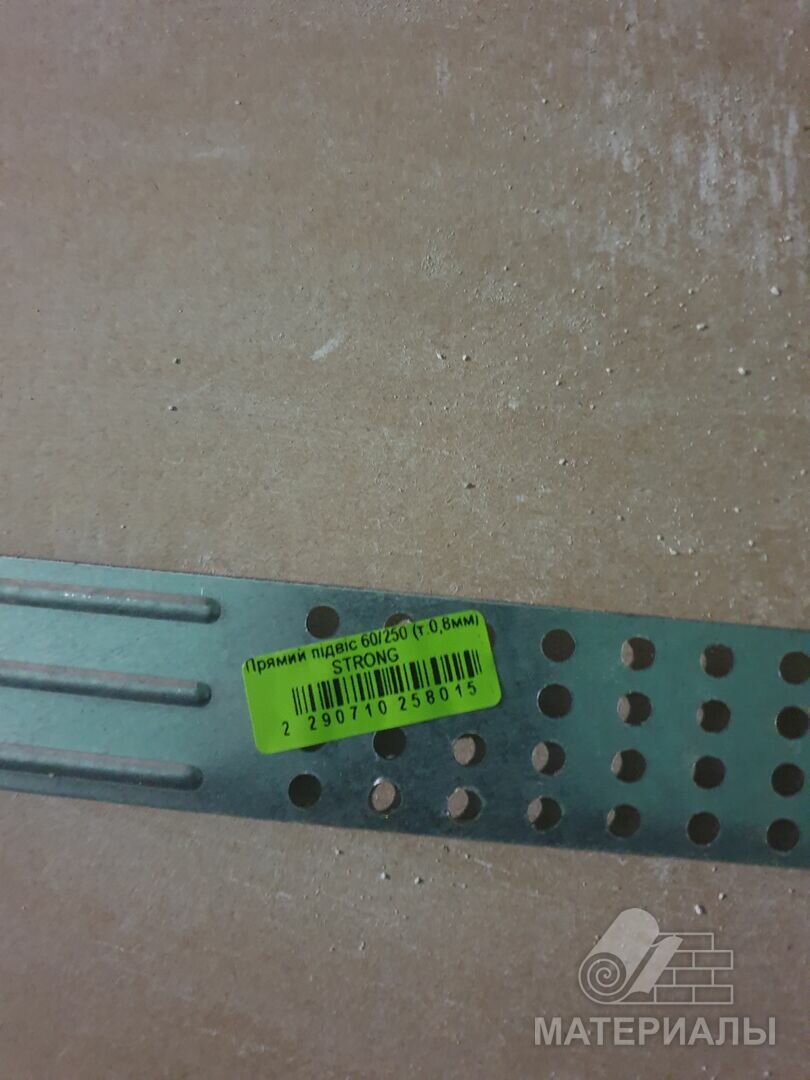 Прямий підвіс 60/250 (т.0,8мм)
STRONG
2 290710 258015
МАТЕРИАЛЫ